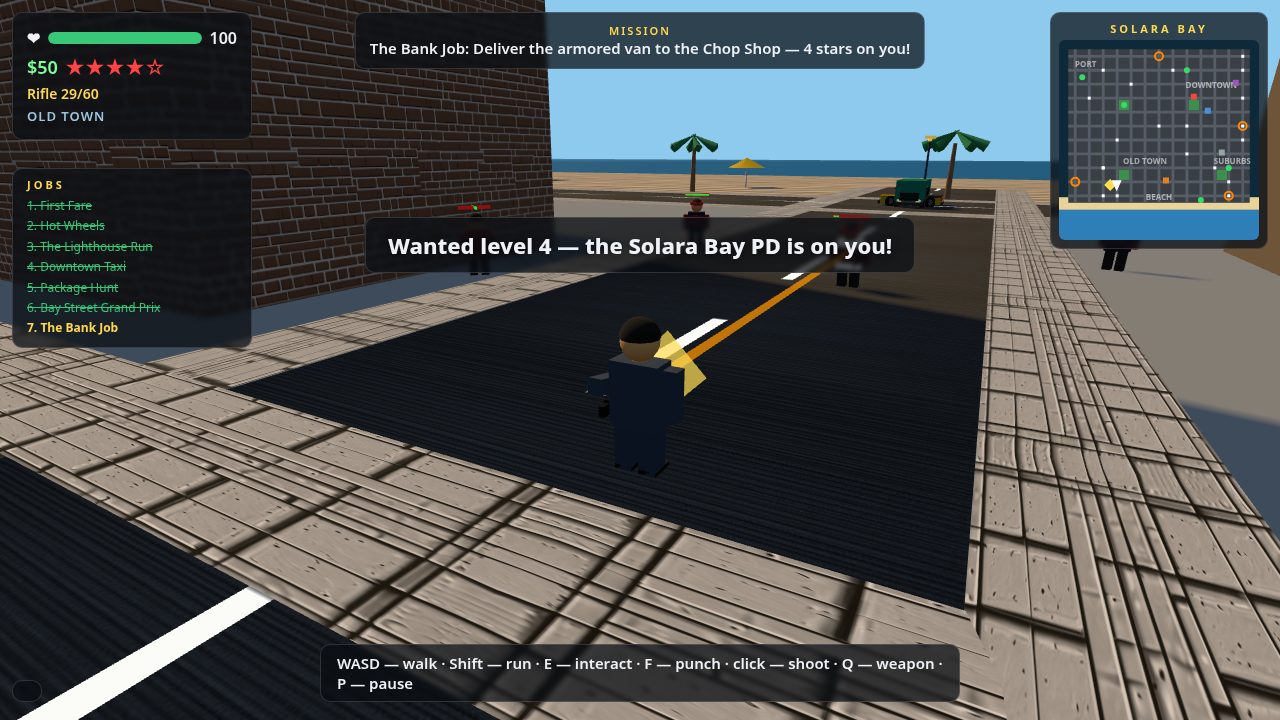 100
$50 ★★★★☆
Rifle 29/60
OLD TOWN
JOBS
1. First Fare
2. Hot Wheels
3. The Lighthouse Run
4. Downtown Taxi
5. Package Hunt
6. Bay Street Grand Prix
7. The Bank Job
MISSION
The Bank Job: Deliver the armored van to the Chop Shop — 4 stars on you!
SOLARA BAY
PORT
DOWNTOWN
OLD TOWN
SUBURBS
BEACH
Wanted level 4 — the Solara Bay PD is on you!
WASD — walk · Shift — run · E — interact · F — punch · click — shoot · Q — weapon ·
P — pause